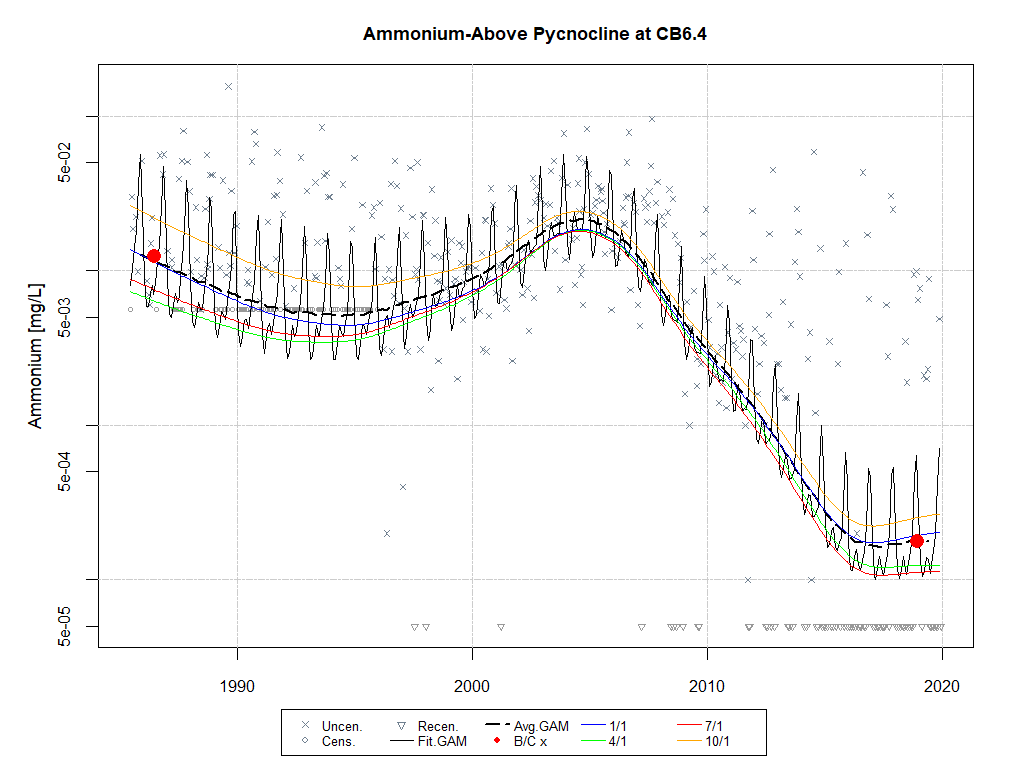 Ammonium-Above Pycnocline at CB6.4
Ammonium [mg/L]
5e-02
5e-03
5e-04
5e-05
1990 2000 2010 2020
Uncen. Recen. Avg.GAM 1/1 7/1
Cens. Fit.GAM B/C x 4/1 10/1